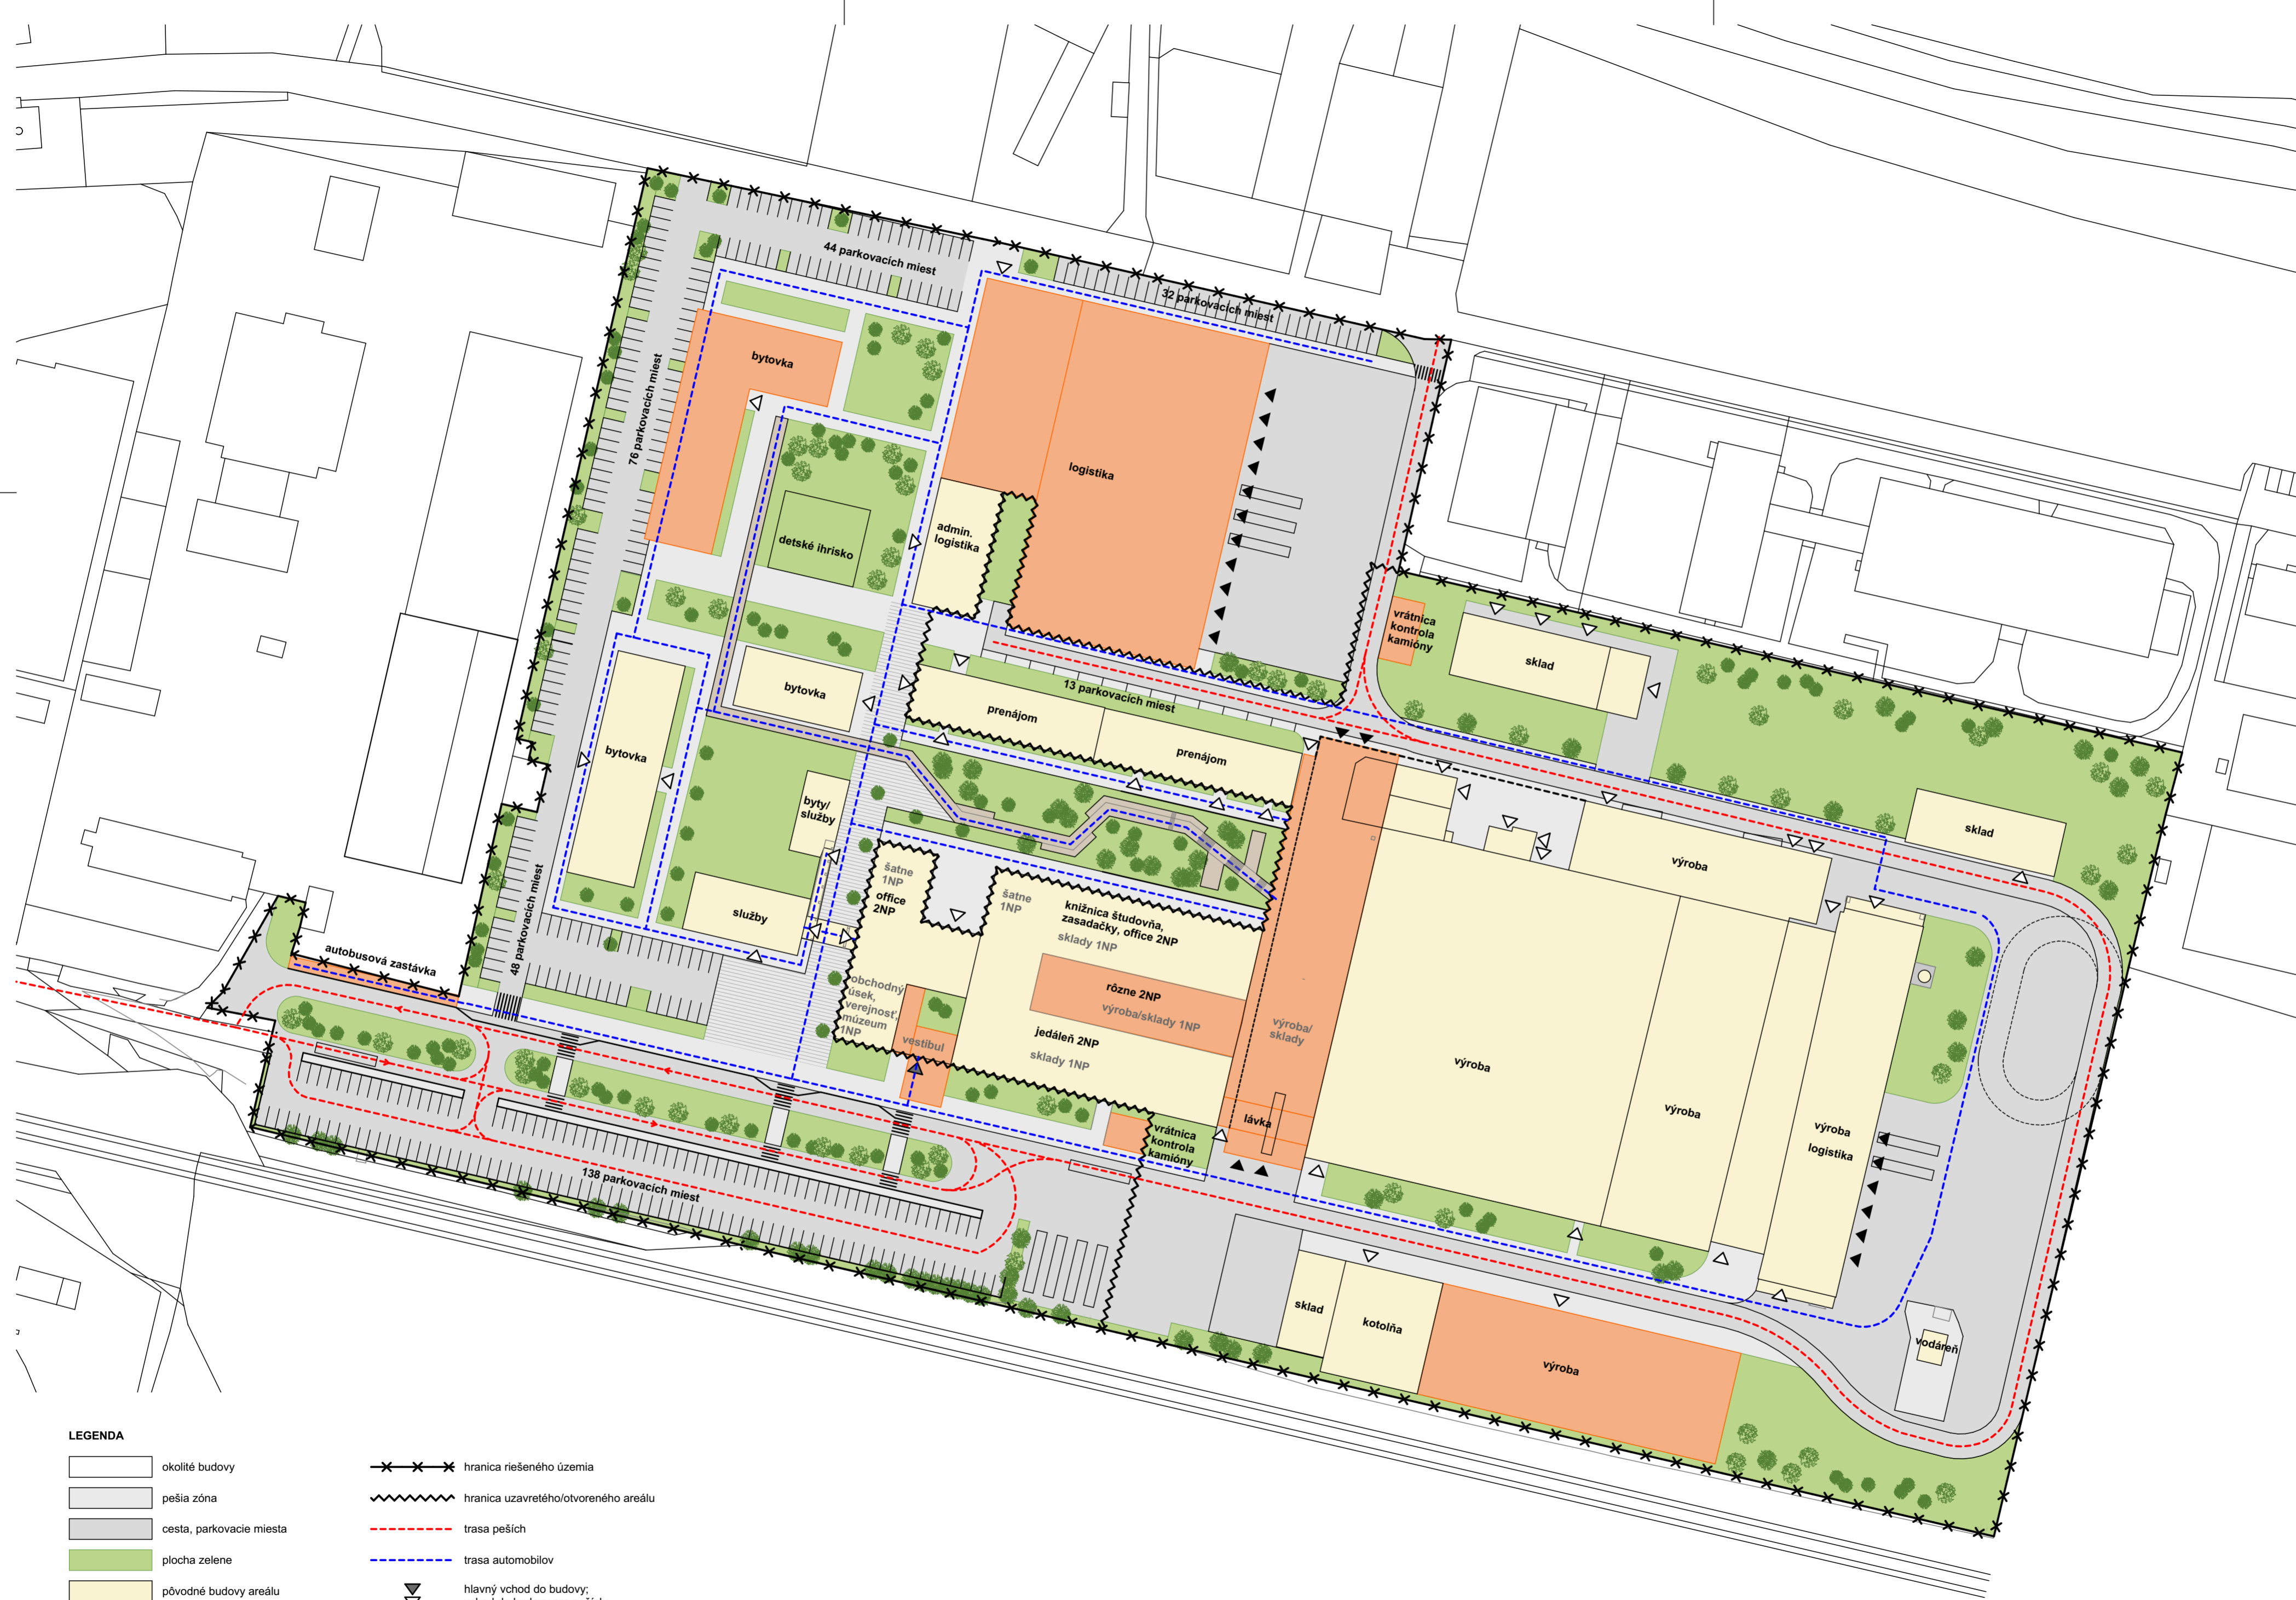 44 parkovacích miest
32 parkovacích miest
76 parkovacích miest
bytovka
logistika
admin.
logistika
detské ihrisko
vrátnica
kontrola
kamióny
sklad
bytovka
13 parkovacích miest
prenájom
prenájom
bytovka
byty/
služby
sklad
výroba
šatne
1NP
office
2NP
šatne
1NP
knižnica študovňa,
zasadačky, office 2NP
sklady 1NP
služby
48 parkovacích miest
autobusová zastávka
obchodný
úsek,
verejnosť,
múzeum
1NP
rôzne 2NP
výroba/sklady 1NP
vestibul
jedáleň 2NP
sklady 1NP
výroba/
sklady
výroba
výroba
výroba
logistika
lávka
vrátnica
kontrola
kamióny
138 parkovacích miest
sklad
kotolňa
výroba
vodáreň
LEGENDA
okolité budovy
pešia zóna
cesta, parkovacie miesta
plocha zelene
pôvodné budovy areálu
hranica riešeného územia
hranica uzavretého/otvoreného areálu
trasa peších
trasa automobilov
hlavný vchod do budovy;